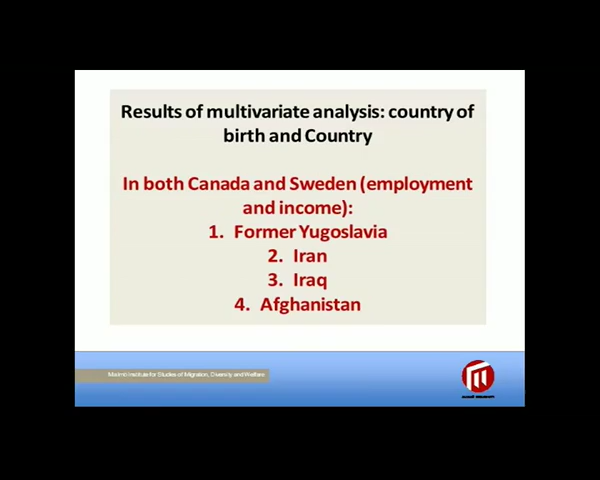 Results of multivariate analysis: country of
birth and Country
In both Canada and Sweden (employment
and income):
1. Former Yugoslavia
2. Iran
3. Iraq
4. Afghanistan
Malmö Institute for Studies of Migration, Diversity and Welfare